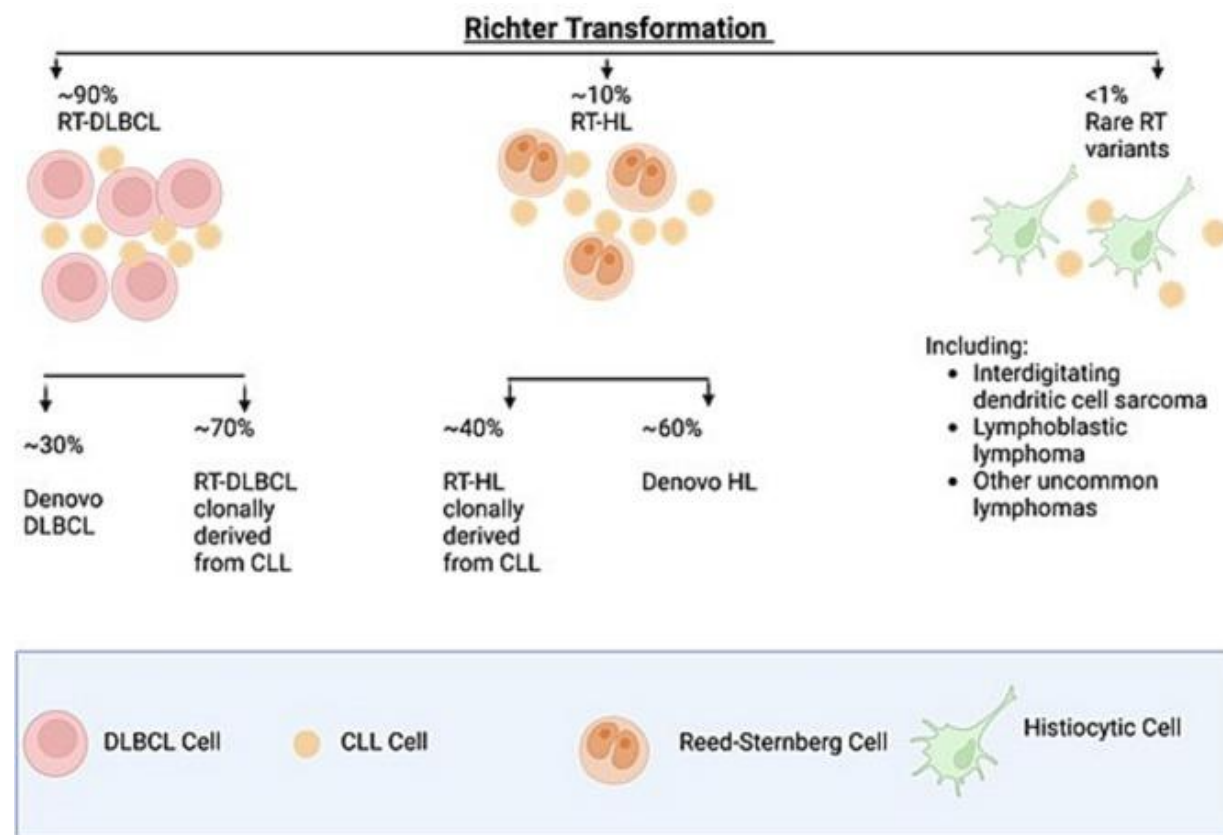 Richter Transformation
~90%
RT-DLBCL
~10%
RT-HL
<1%
Rare RT
variants
~30%
Denovo
DLBCL
~70%
RT-DLBCL
clonally
derived
from CLL
~40%
RT-HL
clonally
derived
from CLL
~60%
Denovo HL
Including:
• Interdigitating
dendritic cell sarcoma
• Lymphoblastic
lymphoma
• Other uncommon
lymphomas
DLBCL Cell
CLL Cell
Reed-Sternberg Cell
Histiocytic Cell